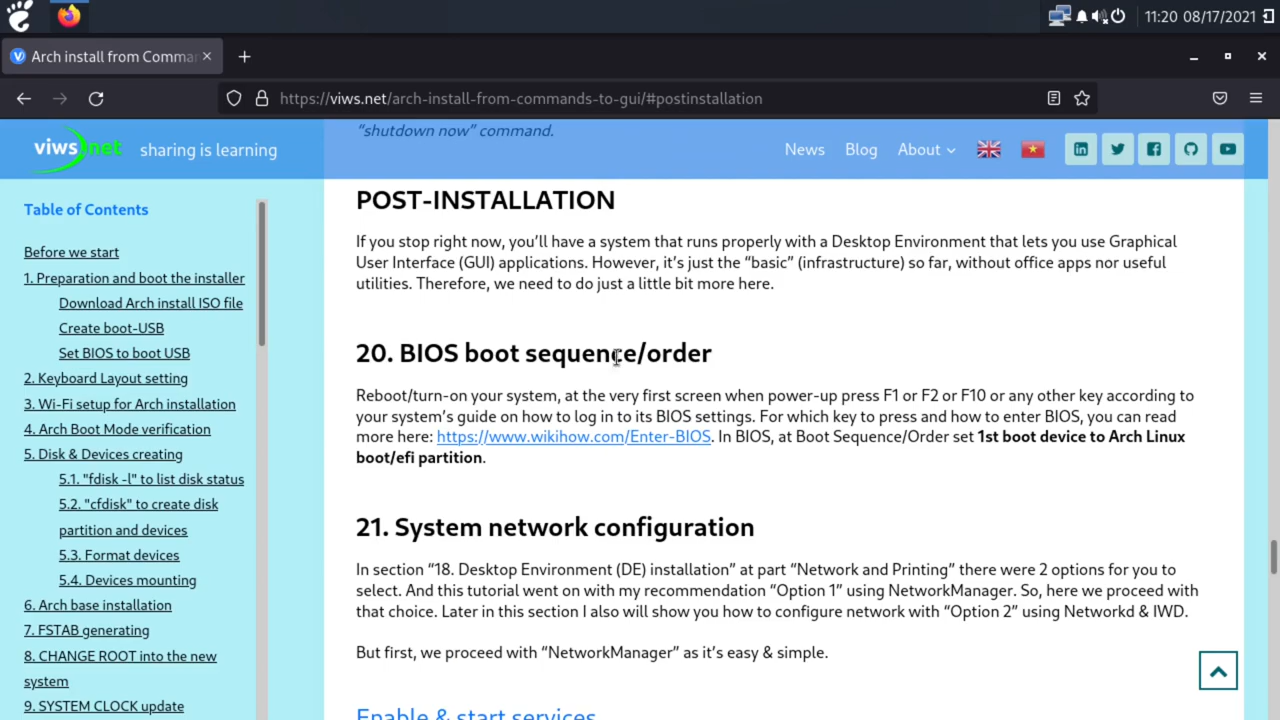 11:20 08/17/2021
Arch install from Comma
https://viws.net/arch-install-from-commands-to-gui/#postinstallation
viws.net sharing is learning
"shutdown now" command.
News Blog About
Table of Contents
Before we start
1. Preparation and boot the installer
Download Arch install ISO file
Create boot-USB
Set BIOS to boot USB
2. Keyboard Layout setting
3. Wi-Fi setup for Arch installation
4. Arch Boot Mode verification
5. Disk & Devices creating
5.1. "fdisk -l" to list disk status
5.2. "cfdisk" to create disk
partition and devices
5.3. Format devices
5.4. Devices mounting
6. Arch base installation
7. FSTAB generating
8. CHANGE ROOT into the new
system
9. SYSTEM CLOCK update
POST-INSTALLATION
If you stop right now, you’ll have a system that runs properly with a Desktop Environment that lets you use Graphical
User Interface (GUI) applications. However, it’s just the “basic” (infrastructure) so far, without office apps nor useful
utilities. Therefore, we need to do just a little bit more here.
20. BIOS boot sequence/order
Reboot/turn-on your system, at the very first screen when power-up press F1 or F2 or F10 or any other key according to
your system’s guide on how to log in to its BIOS settings. For which key to press and how to enter BIOS, you can read
more here: https://www.wikihow.com/Enter-BIOS. In BIOS, at Boot Sequence/Order set 1st boot device to Arch Linux
boot/efi partition.
21. System network configuration
In section “18. Desktop Environment (DE) installation” at part “Network and Printing” there were 2 options for you to
select. And this tutorial went on with my recommendation “Option 1” using NetworkManager. So, here we proceed with
that choice. Later in this section I also will show you how to configure network with “Option 2” using Networkd & IWD.
But first, we proceed with “NetworkManager” as it’s easy & simple.
Enable & start services